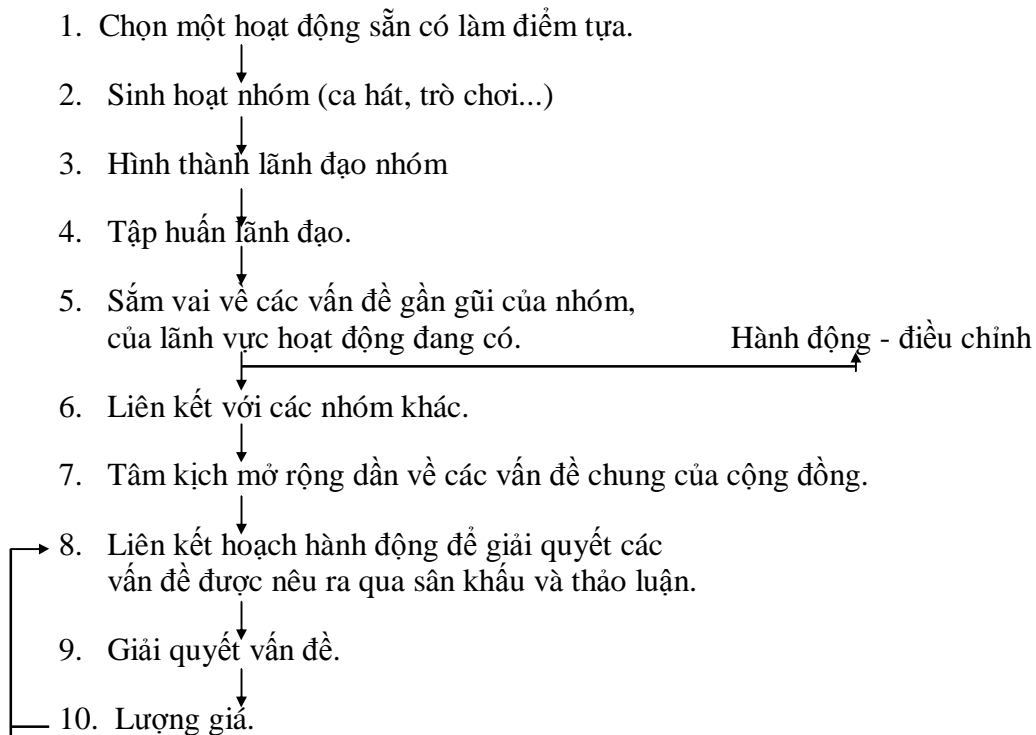 1. Chọn một hoạt động sẵn có làm điểm tựa.
2. Sinh hoạt nhóm (ca hát, trò chơi...)
3. Hình thành lãnh đạo nhóm
4. Tập huấn lãnh đạo.
5. Sắm vai về các vấn đề gần gũi của nhóm,
của lãnh vực hoạt động đang có.
Hành động - điều chỉnh
6. Liên kết với các nhóm khác.
7. Tâm kịch mở rộng dần về các vấn đề chung của cộng đồng.
8. Liên kết hoạch hành động để giải quyết các
vấn đề được nêu ra qua sân khấu và thảo luận.
9. Giải quyết vấn đề.
10. Lượng giá.